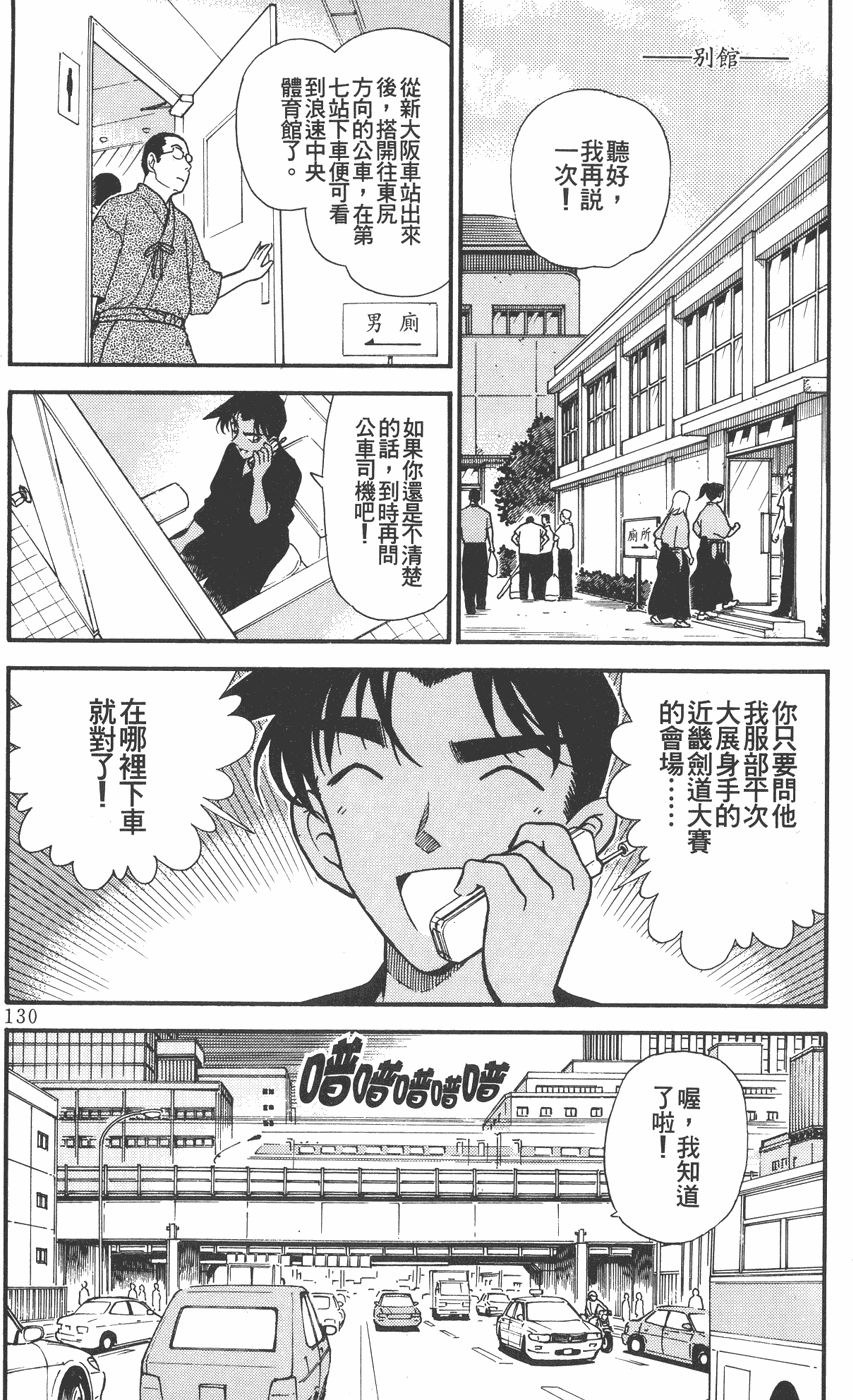 別館
聽好，
我再說
一次！
廁所
從新大阪車站出來
後，搭開往東尻
方向的公車，在第
七站下車便可看
到浪速中央
體育館了。
男廁
如果你還是不清楚
的話，到時再問
公車司機吧！
你只要問他
我服部平次
大展身手的
近畿劍道大賽
的會場……
在哪裡下車
就對了！
130
噹噹噹噹噹
喔，我知道
了啦！